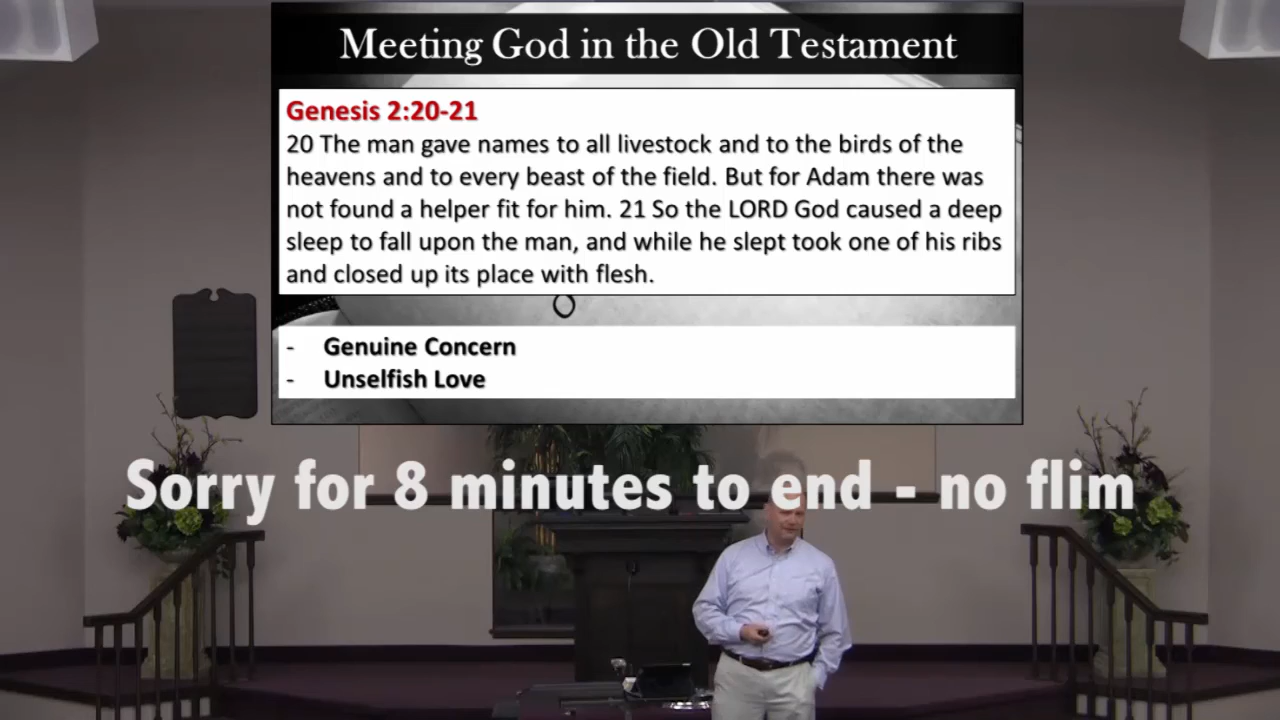 Meeting God in the Old Testament
Genesis 2:20-21
20 The man gave names to all livestock and to the birds of the
heavens and to every beast of the field. But for Adam there was
not found a helper fit for him. 21 So the LORD God caused a deep
sleep to fall upon the man, and while he slept took one of his ribs
and closed up its place with flesh.
- Genuine Concern
- Unselfish Love
Sorry for 8 minutes to end - no flim